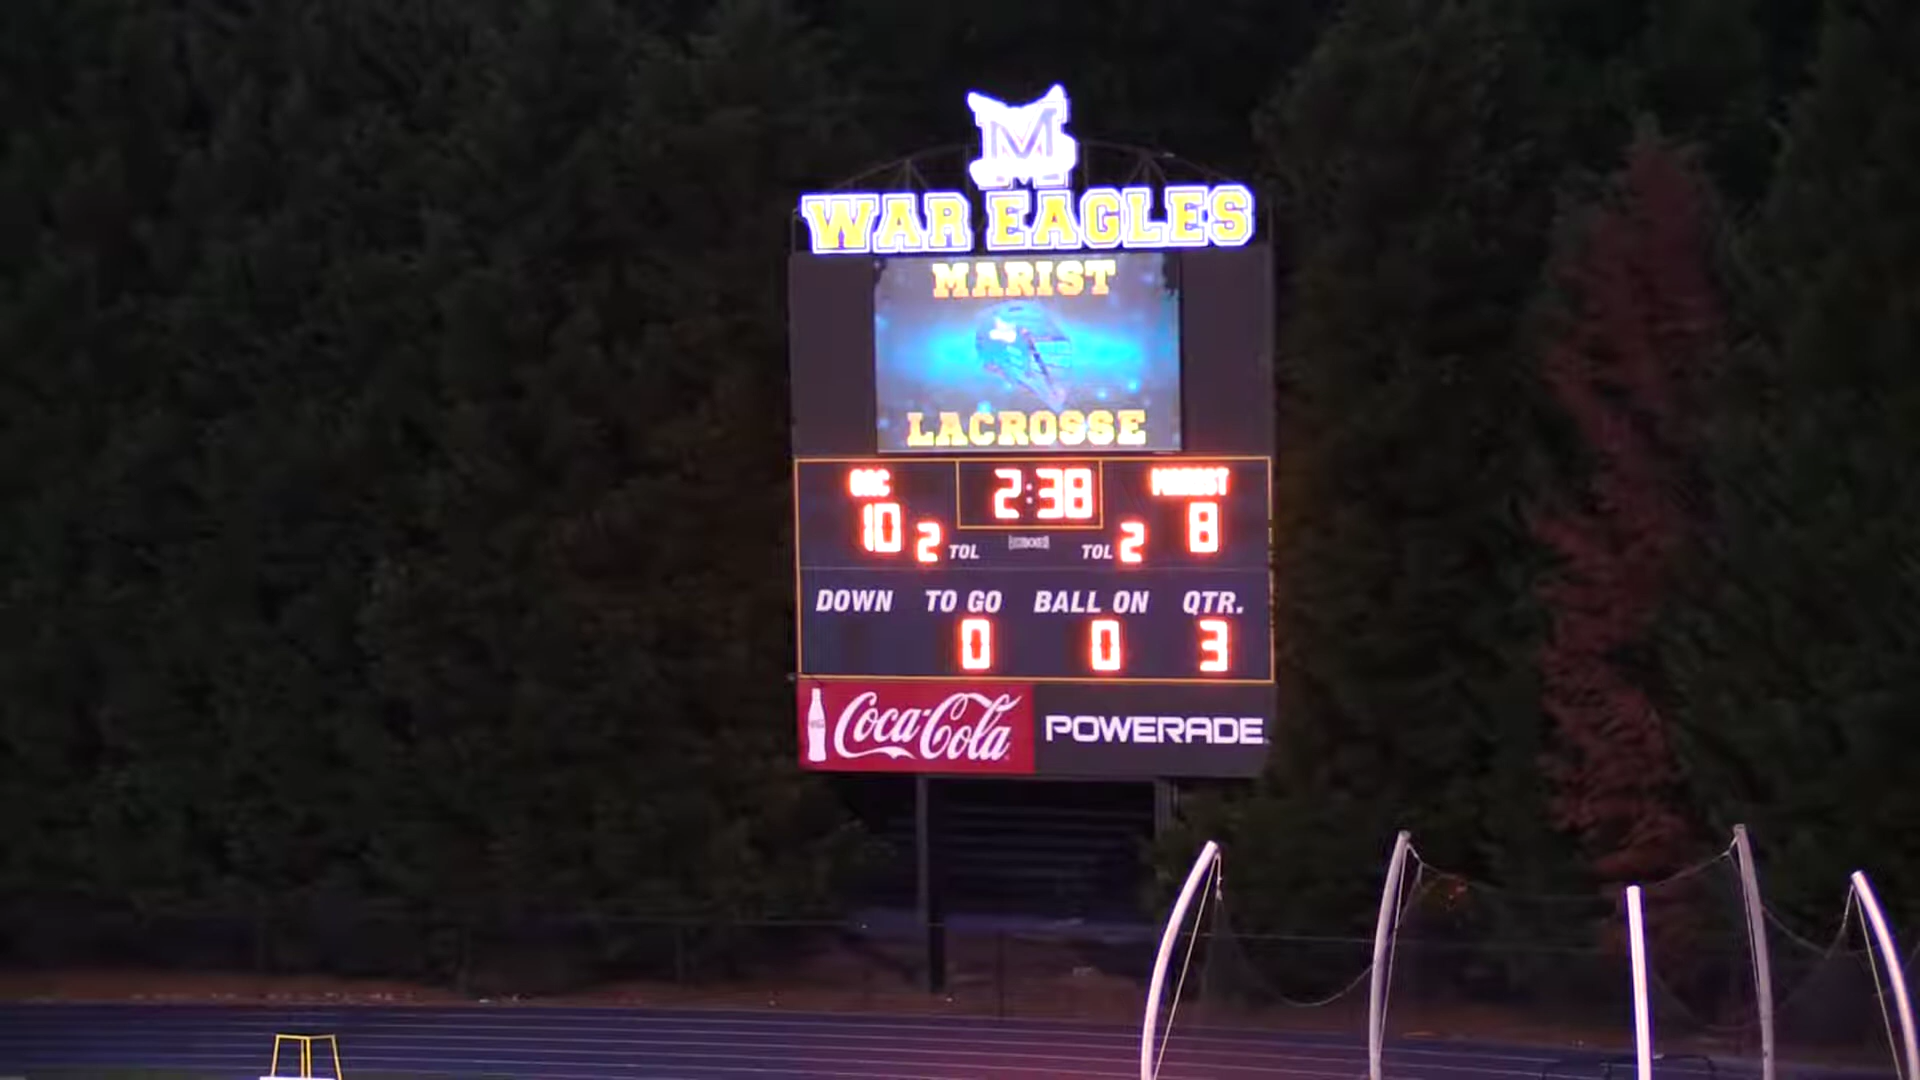 M
WAR EAGLES
MARIST
LACROSSE
2:38
MARIST
10 2 TOL TOL 2 8
DOWN TO GO BALL ON QTR.
0 0 3
Coca-Cola POWERADE